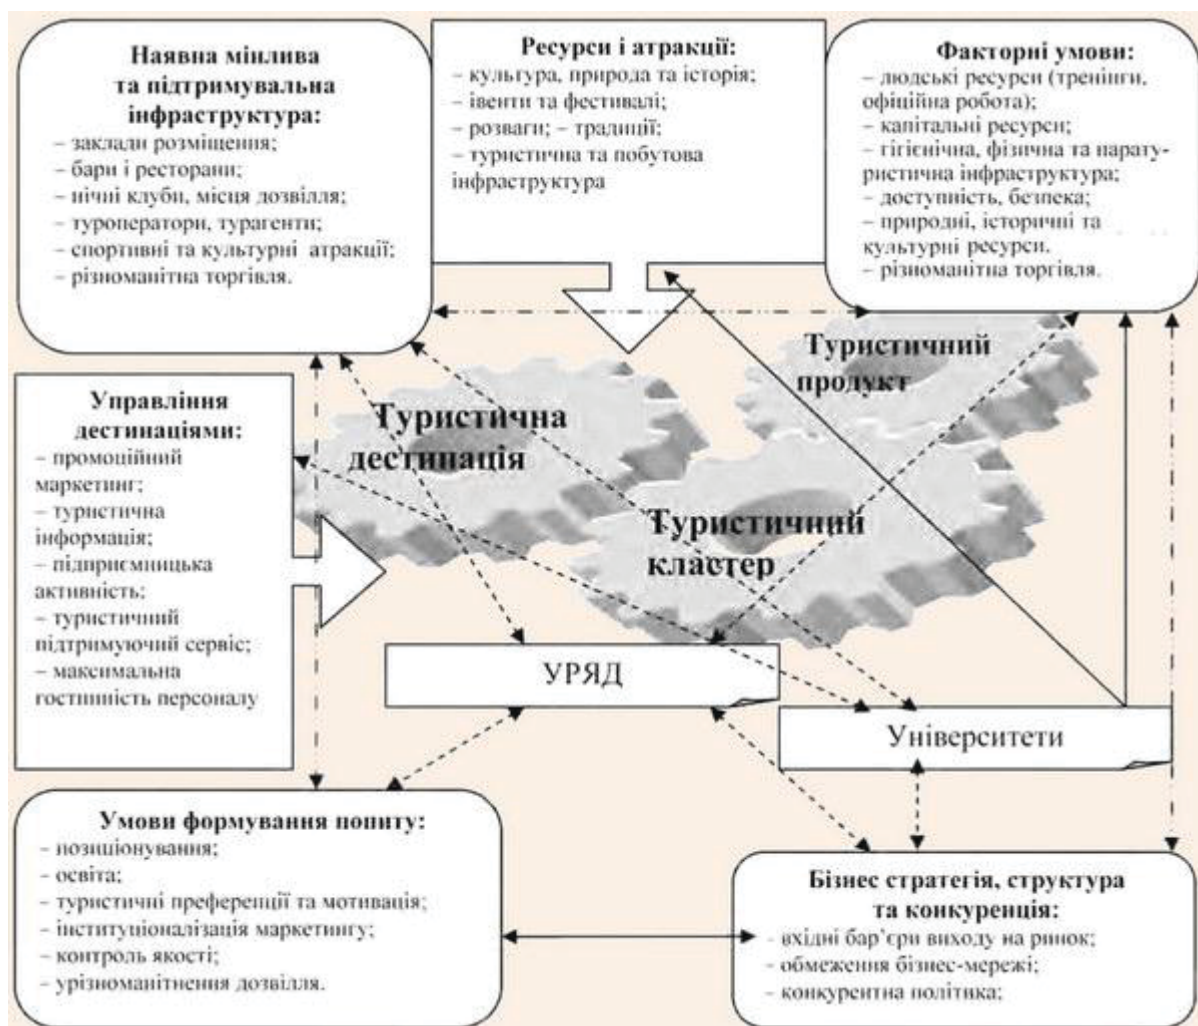 Наявна мінлива
та підтримувальна
інфраструктура:
– заклади розміщення;
– бари і ресторани;
– нічні клуби, місця дозвілля;
– туроператори, турагенти;
– спортивні та культурні атракції;
– різноманітна торгівля.
Ресурси і атракції:
– культура, природа та історія;
– івенти та фестивалі;
– розваги; – традиції;
– туристична та побутова
інфраструктура
Факторні умови:
– людські ресурси (тренінги,
офіційна робота);
– капітальні ресурси;
– гігієнічна, фізична та парату-
ристична інфраструктура;
– доступність, безпека;
– природні, історичні та
культурні ресурси.
– різноманітна торгівля.
Туристичний
продукт
Туристична
дестинація
Туристичний
кластер
Управління
дестинаціями:
– промоційний
маркетинг;
– туристична
інформація;
– підприємницька
активність;
– туристичний
підтримуючий сервіс;
– максимальна
гостинність персоналу
УРЯД
Університети
Умови формування попиту:
– позиціонування;
– освіта;
– туристичні преференції та мотивація;
– інституціоналізація маркетингу;
– контроль якості;
– урізноманітнення дозвілля.
Бізнес стратегія, структура
та конкуренція:
– вхідні бар’єри виходу на ринок;
– обмеження бізнес-мережі;
– конкурентна політика;